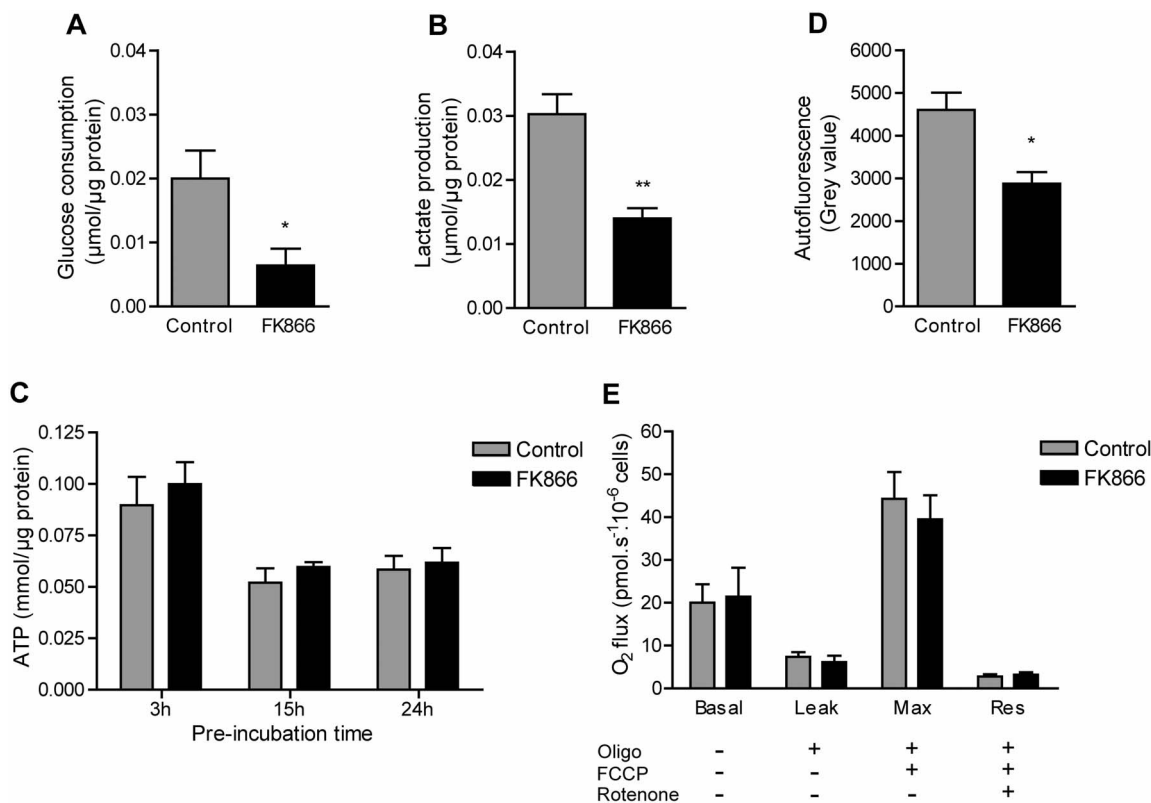 A
Glucose consumption
(µmol/µg protein)
0.04
0.03
0.02
0.01
0.00
*
Control FK866
B
Lactate production
(µmol/µg protein)
0.04
0.03
0.02
0.01
0.00
**
Control FK866
D
Autofluorescence
(Grey value)
6000
5000
4000
3000
2000
1000
0
*
Control FK866
C
ATP (mmol/µg protein)
0.125
0.100
0.075
0.050
0.025
0.000
Control
FK866
3h 15h 24h
Pre-incubation time
E
O₂ flux (pmol.s⁻¹.10⁻⁶ cells)
60
50
40
30
20
10
0
Control
FK866
Basal Leak Max Res
Oligo - + + +
FCCP - - + +
Rotenone - - - +